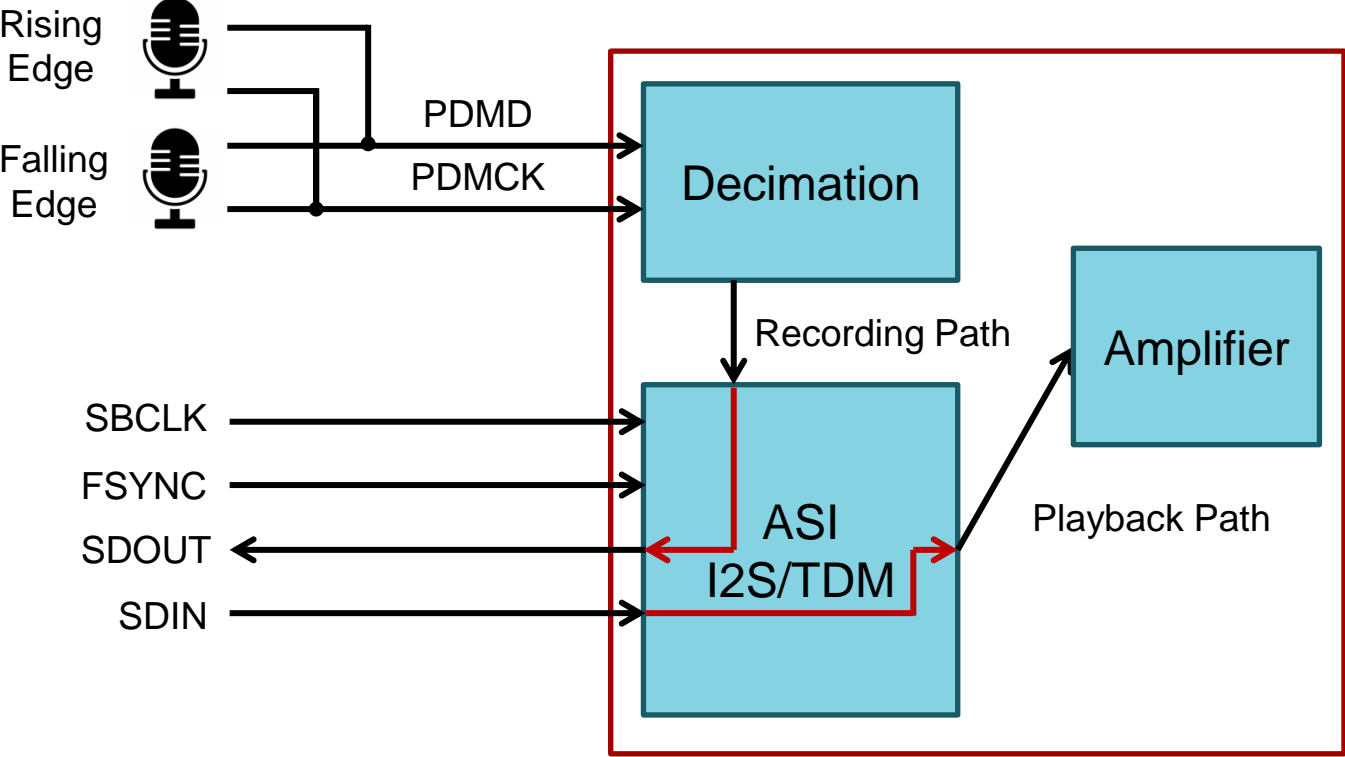 Rising
Edge
PDMD
Falling
Edge
PDMCK
Decimation
Recording Path
Amplifier
SBCLK
FSYNC
SDOUT
SDIN
ASI
I2S/TDM
Playback Path